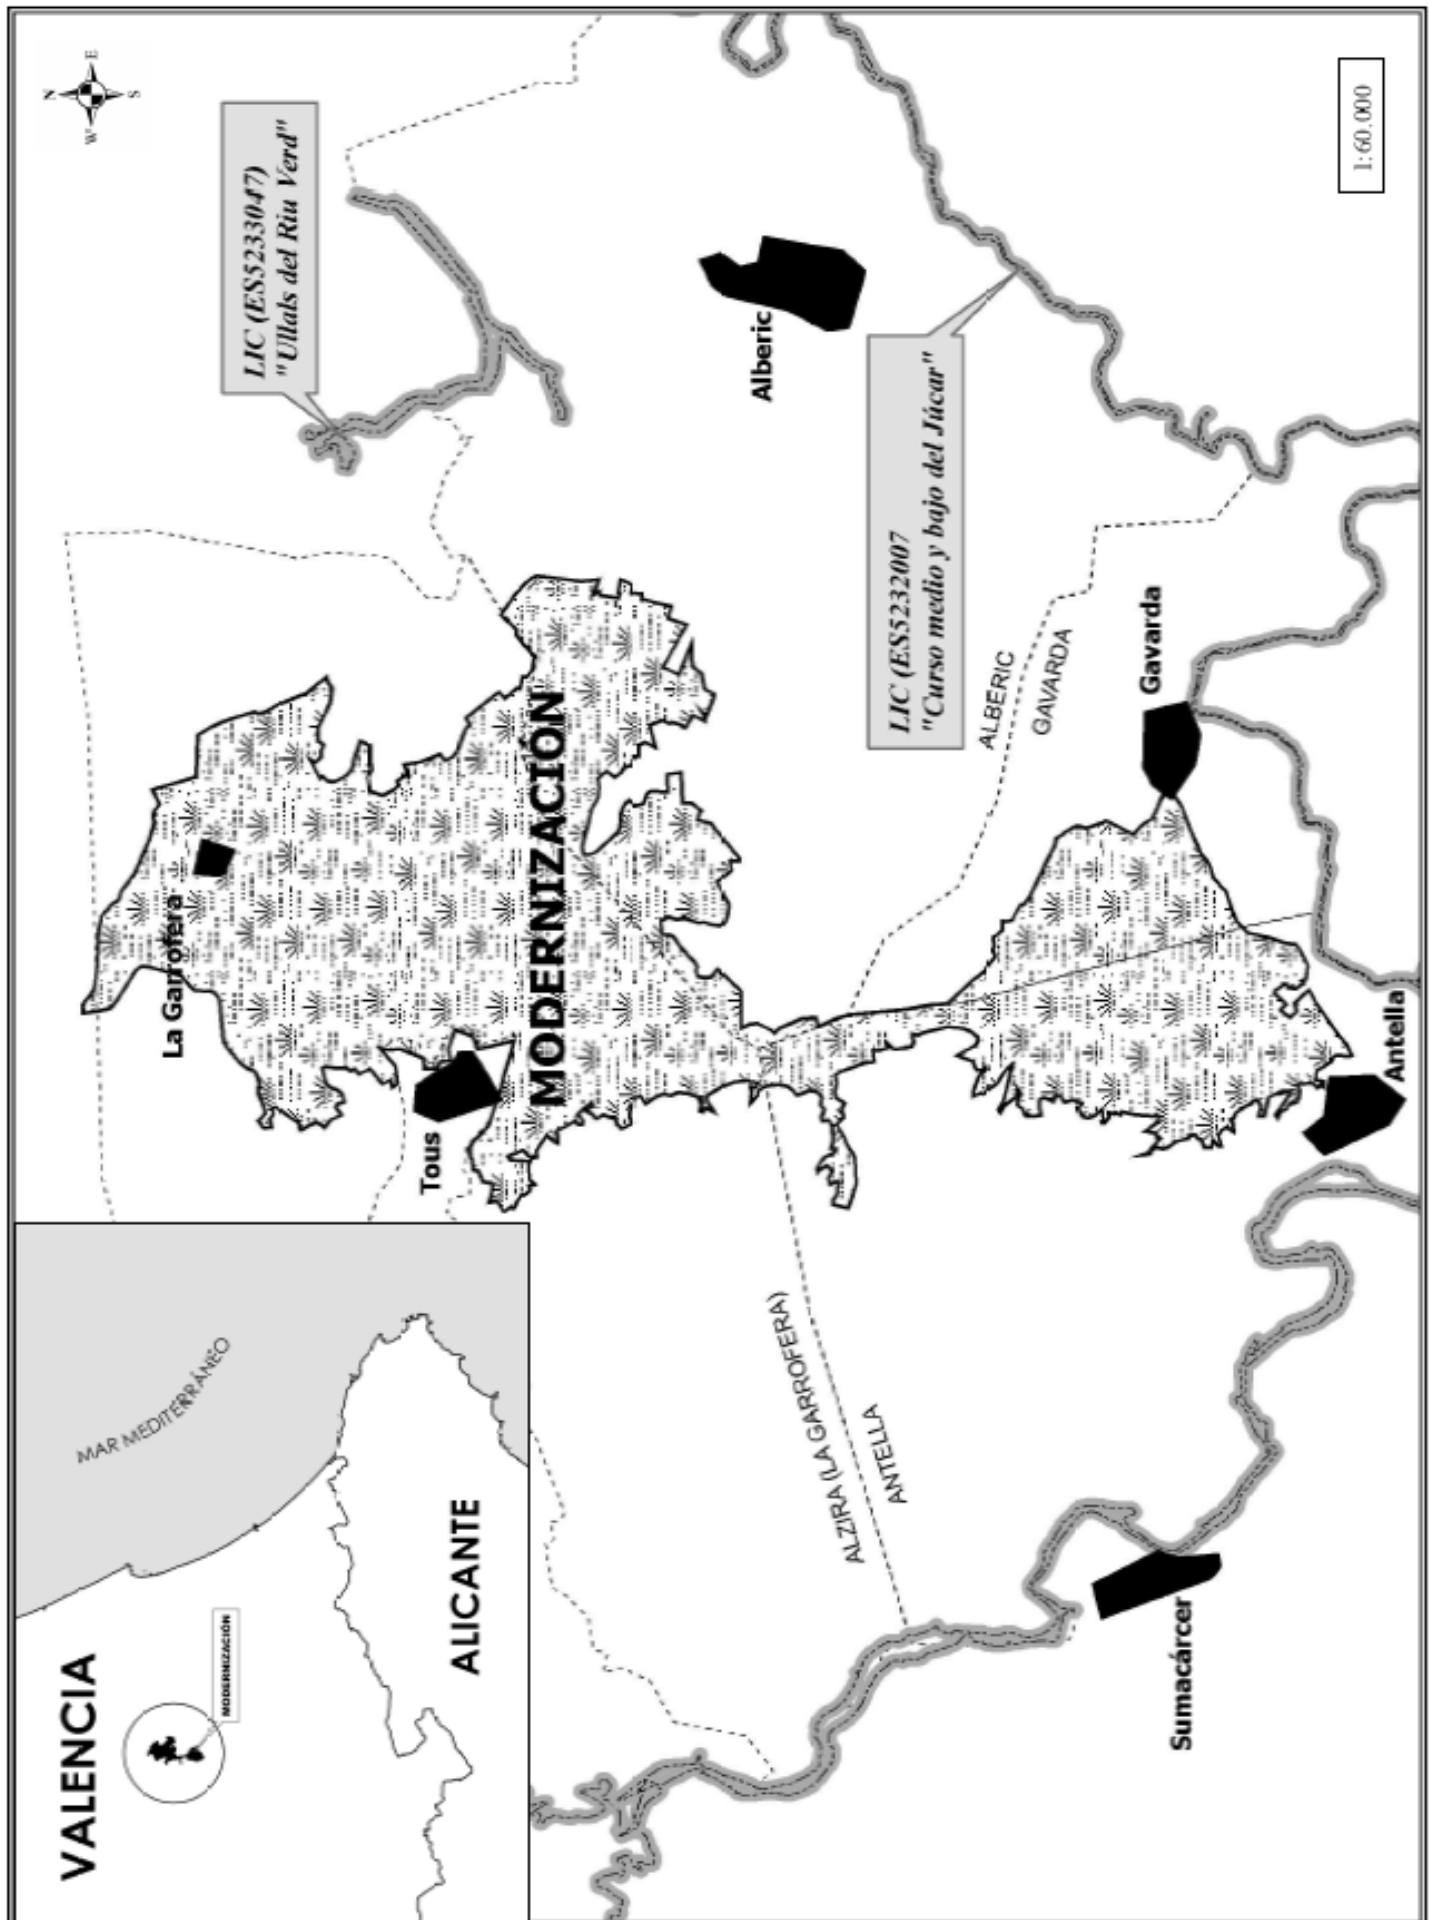 VALENCIA
MAR MEDITERRÁNEO
MODERNIZACIÓN
ALICANTE
La Garrofera
Tous
MODERNIZACIÓN
LIC (ES5233047)
"Ullals del Riu Verd"
N
E
S
W
Alberic
LIC (ES5232007
"Curso medio y bajo del Júcar"
ALBERIC
GAVARDA
ALZIRA (LA GARROFERA)
ANTELLA
Gavarda
Antella
Sumacárcer
1:60.000